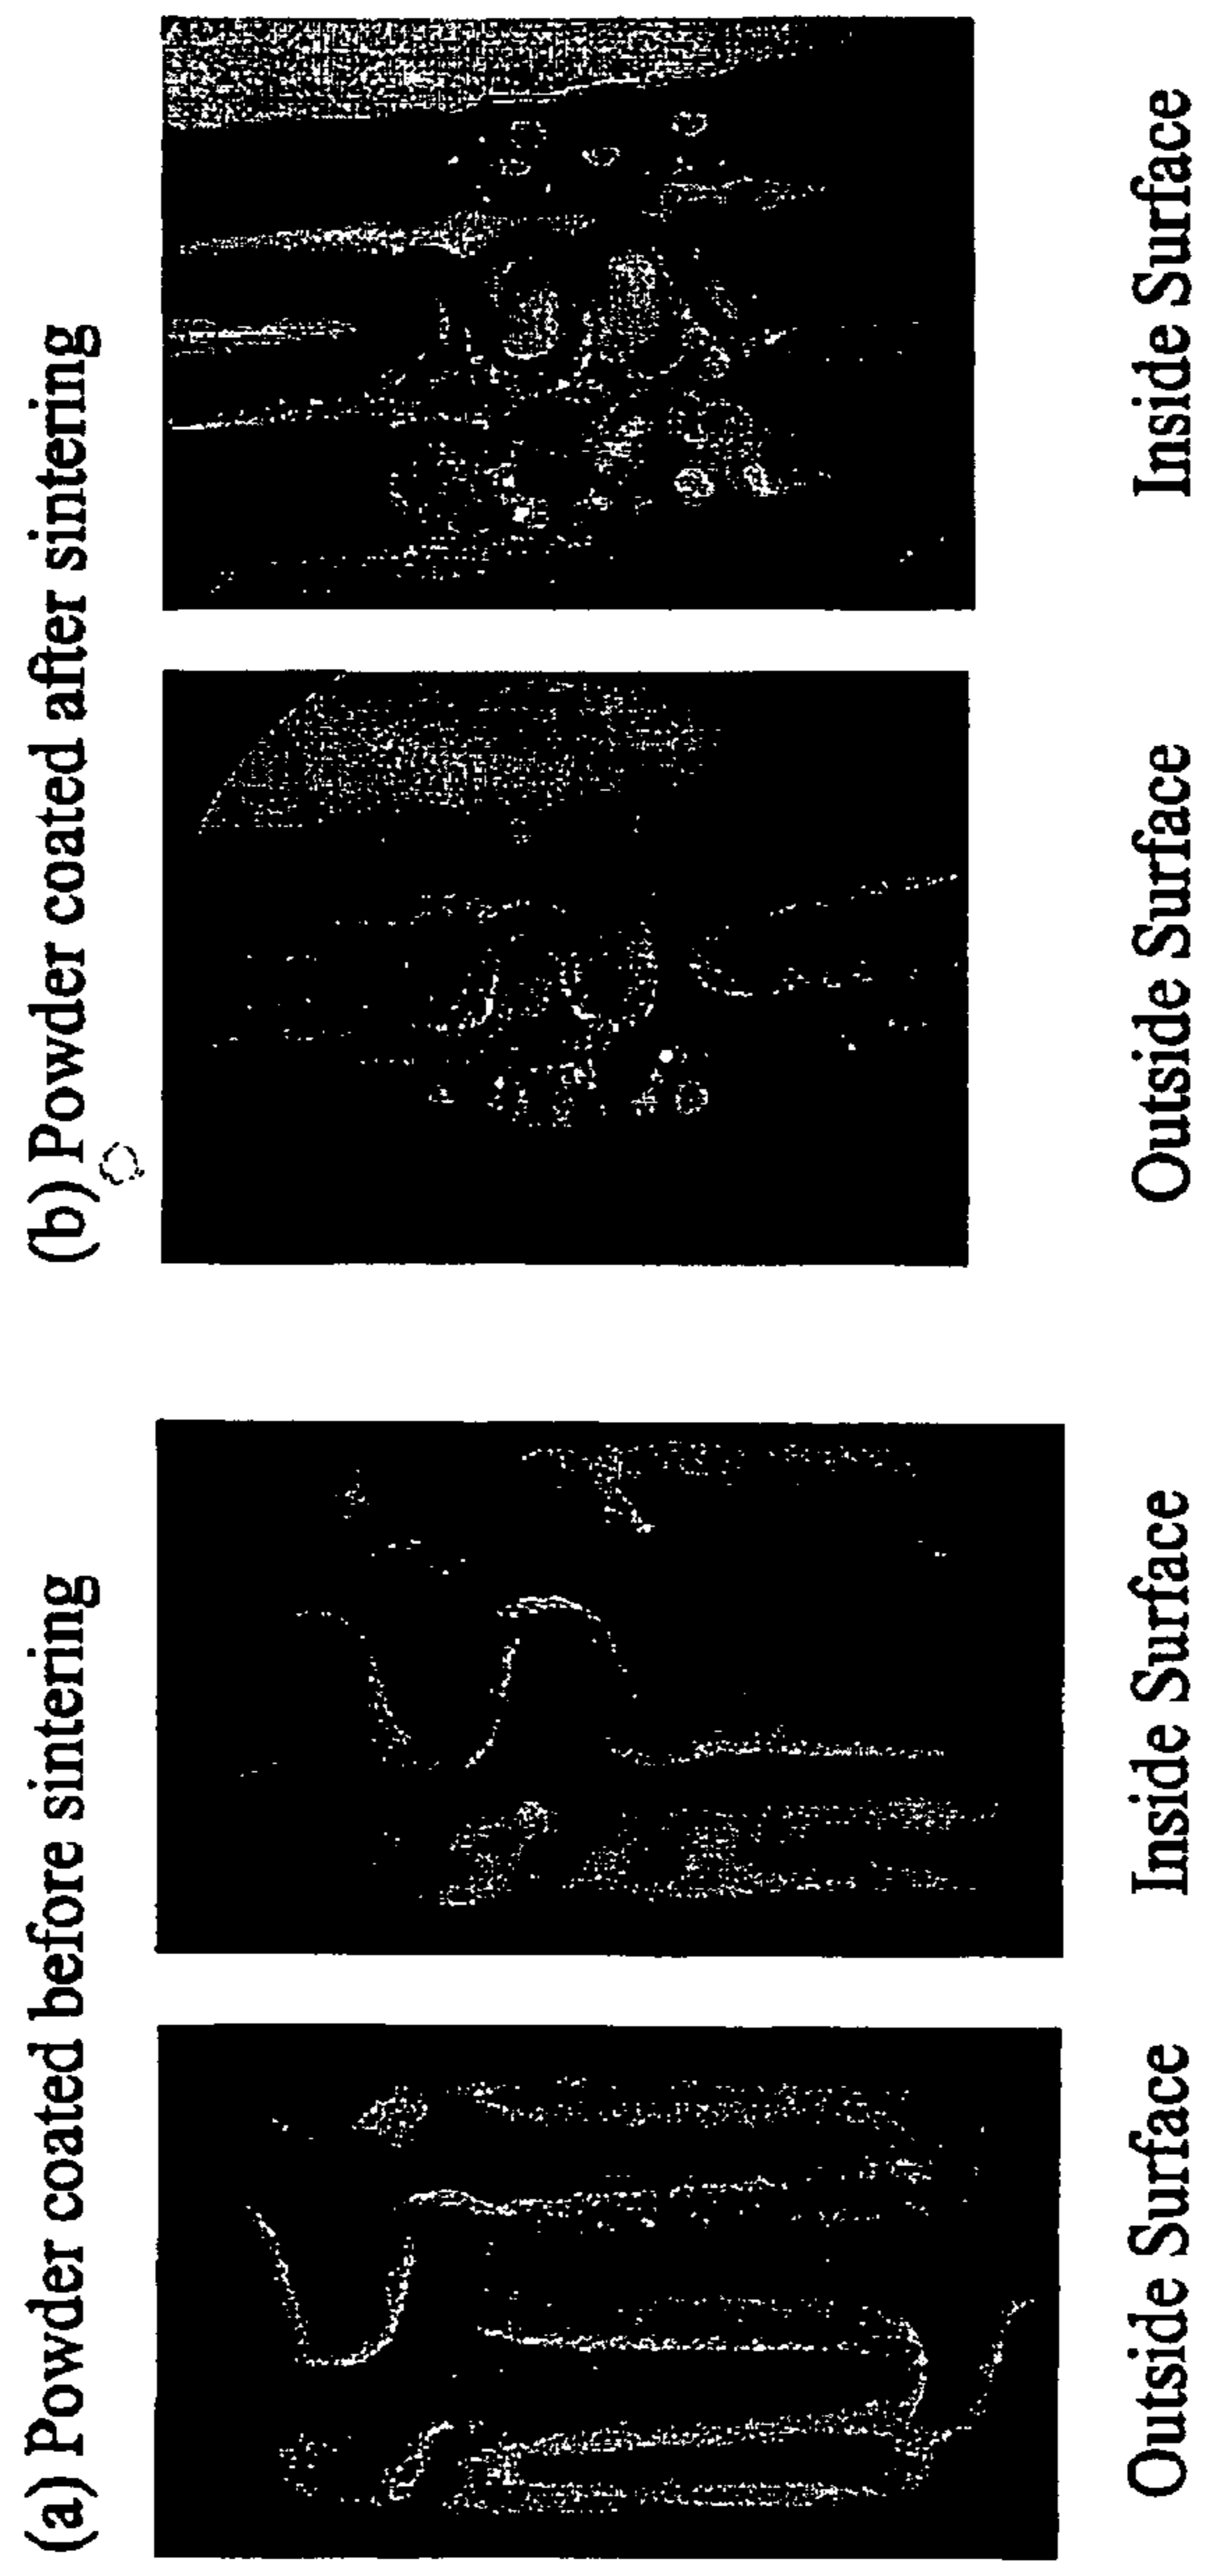 (a) Powder coated before sintering
Outside Surface
Inside Surface
(b) Powder coated after sintering
Outside Surface
Inside Surface